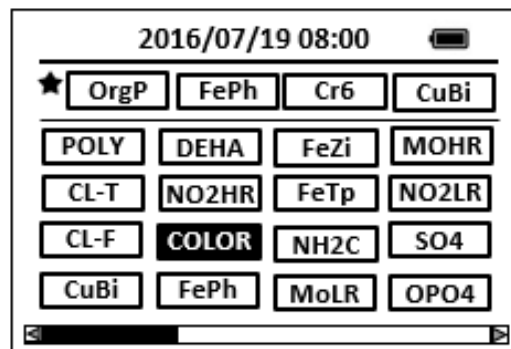 2016/07/19 08:00
OrgP FePh Cr6 CuBi
POLY DEHA FeZi MOHR
CL-T NO2HR FeTp NO2LR
CL-F COLOR NH2C SO4
CuBi FePh MoLR OPO4